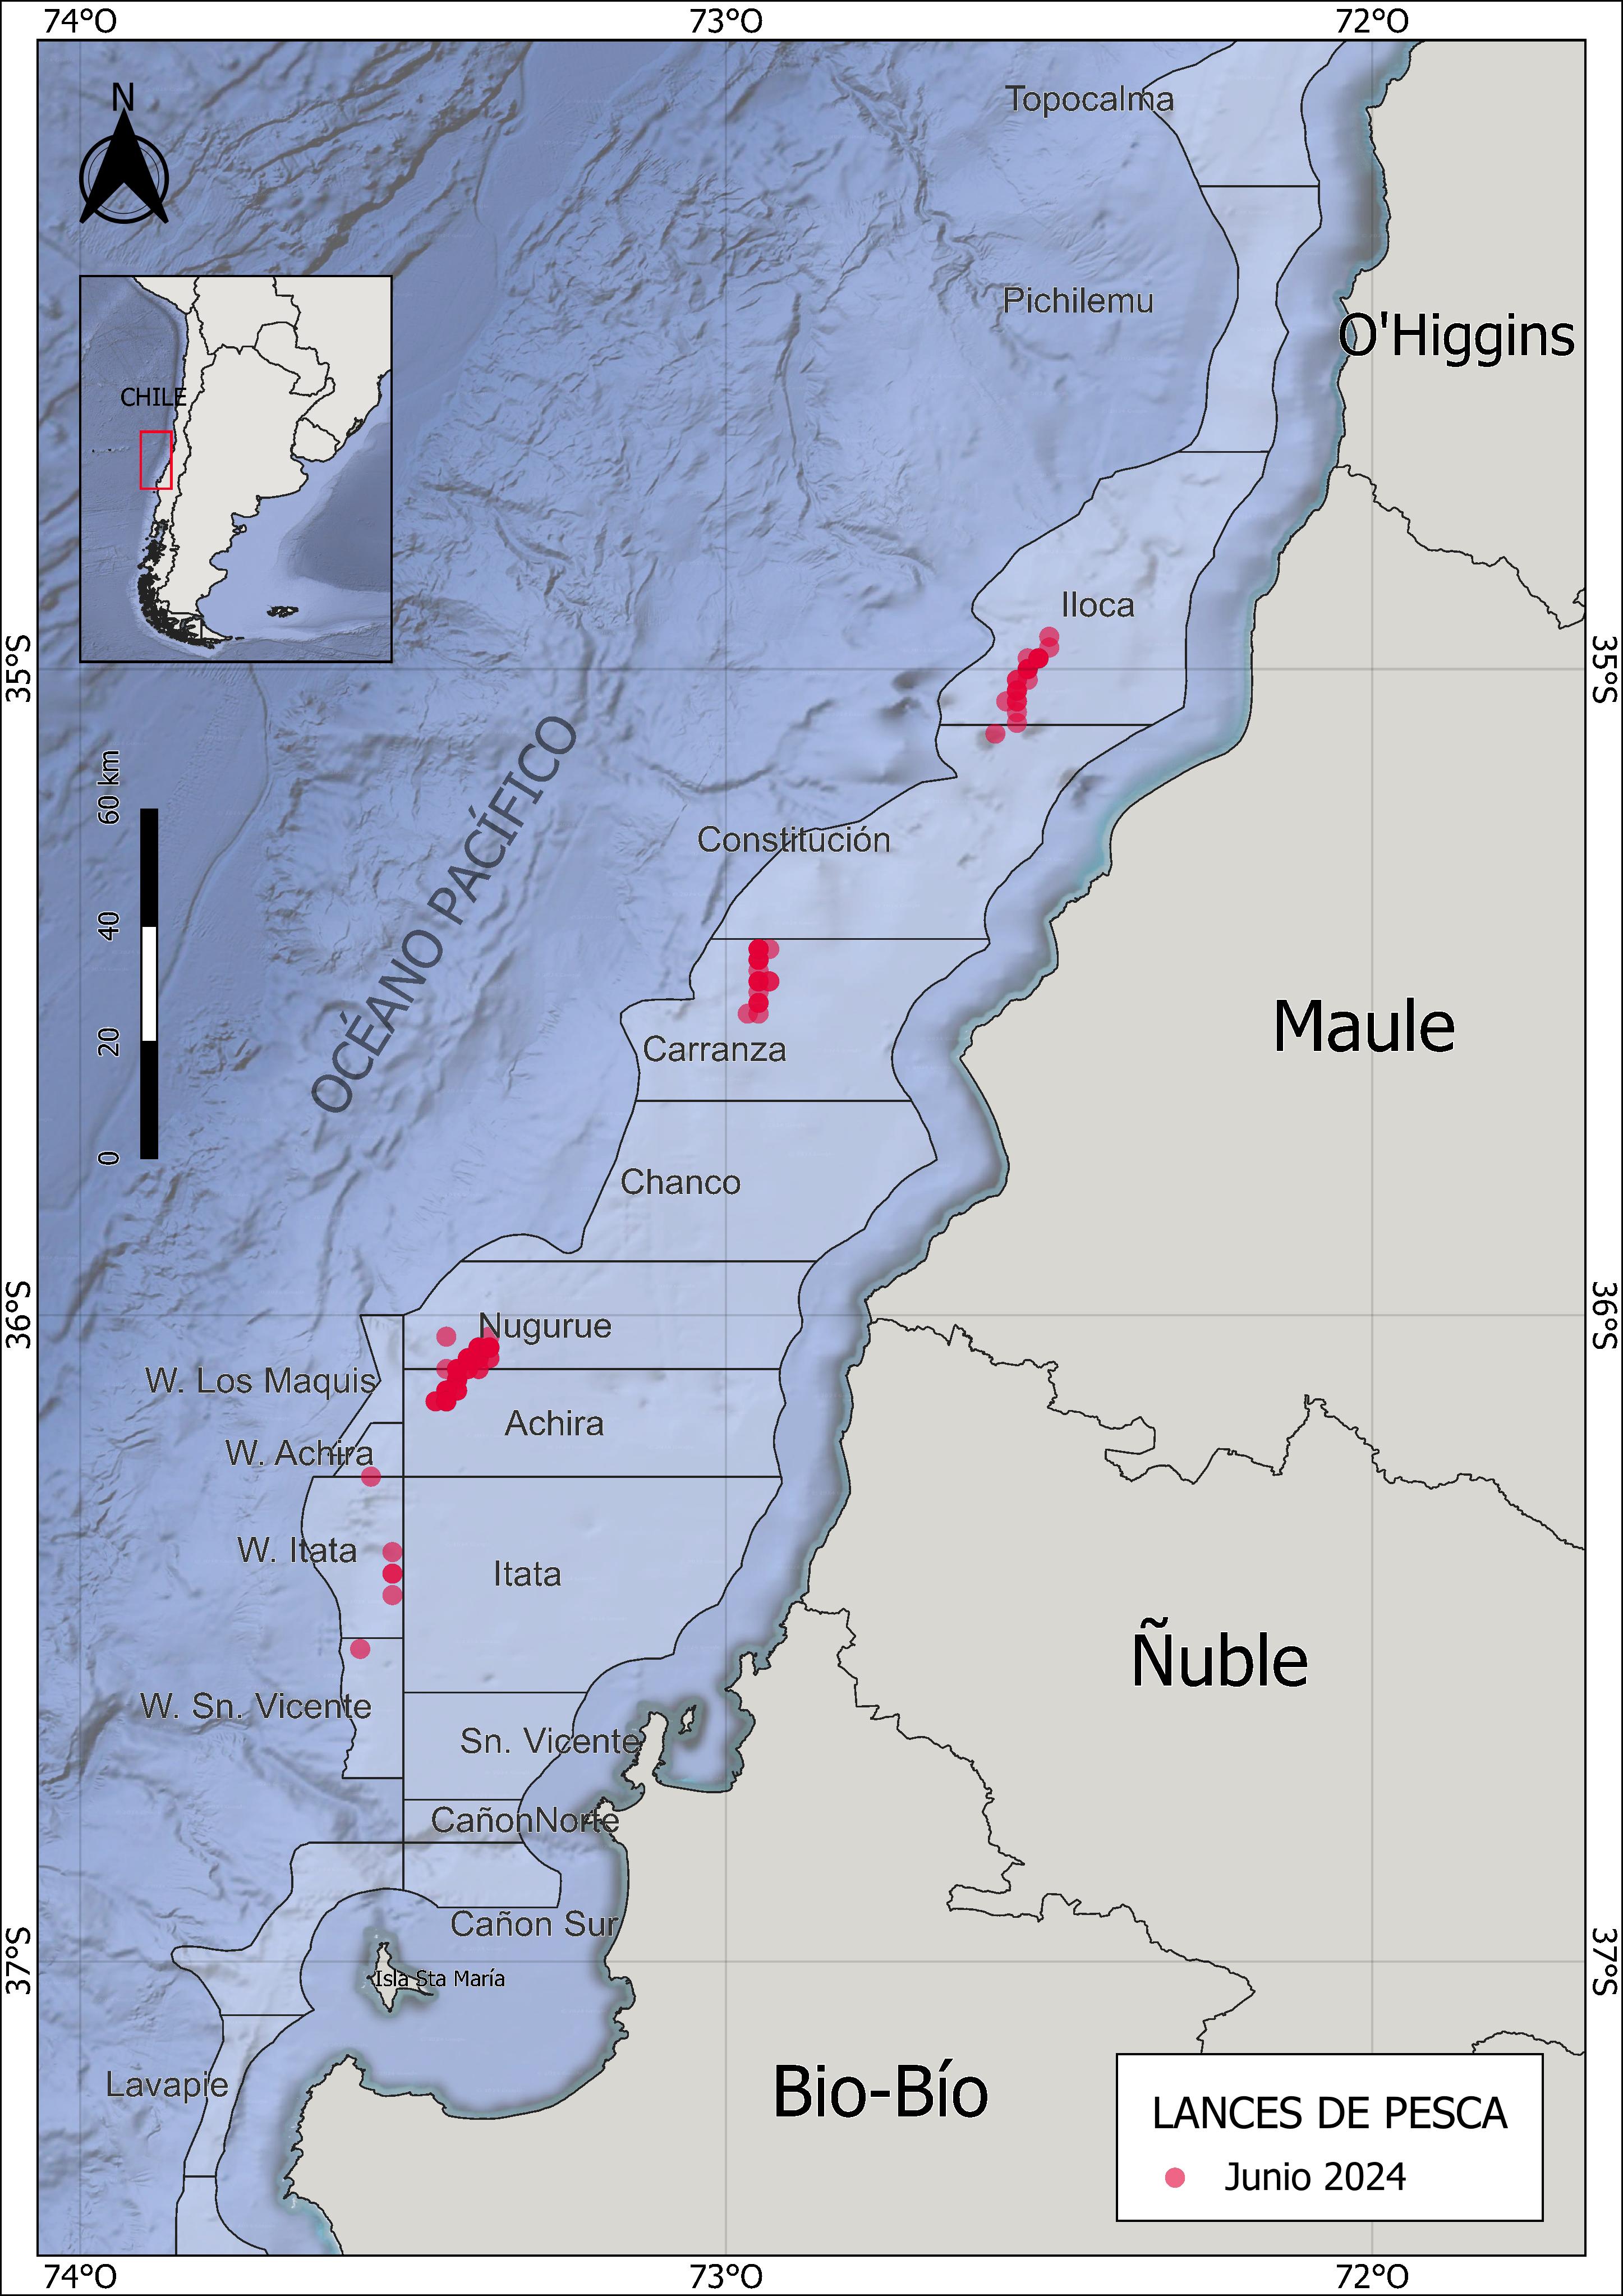 74°O
73°O
72°O
N
Topocalma
Pichilemu
O'Higgins
CHILE
Iloca
35°S
35°S
60 km
40
20
0
OCÉANO PACÍFICO
Constitución
Carranza
Maule
Chanco
36°S
36°S
Nugurue
W. Los Maquis
Achira
W. Achira
W. Itata
Itata
Ñuble
W. Sn. Vicente
Sn. Vicente
CañonNorte
Cañon Sur
37°S
37°S
Isla Sta María
Lavapie
Bio-Bío
LANCES DE PESCA
Junio 2024
74°O
73°O
72°O